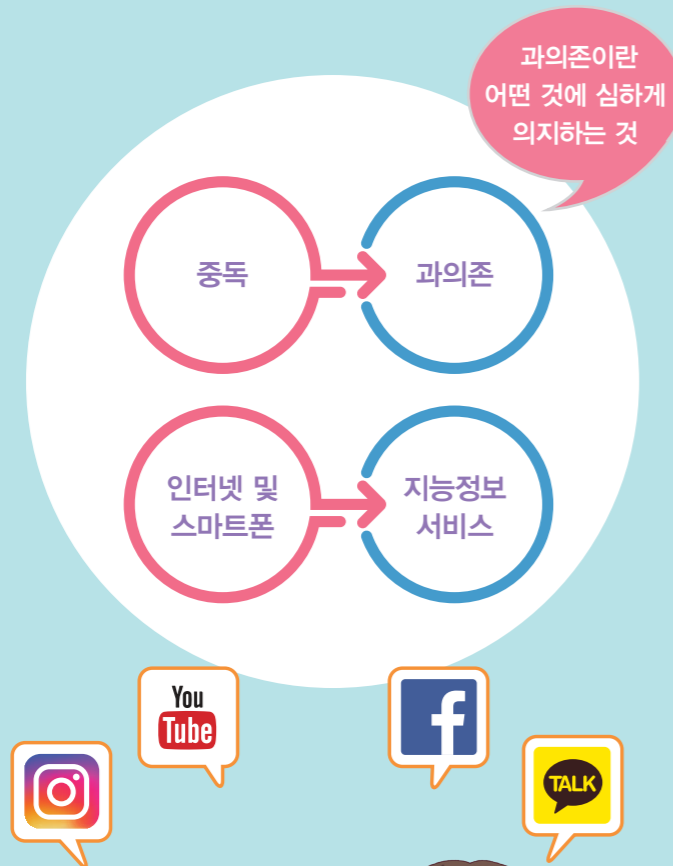 과의존이란
어떤 것에 심하게
의지하는 것
중독
과의존
인터넷 및
스마트폰
지능정보
서비스
You
Tube
f
TALK